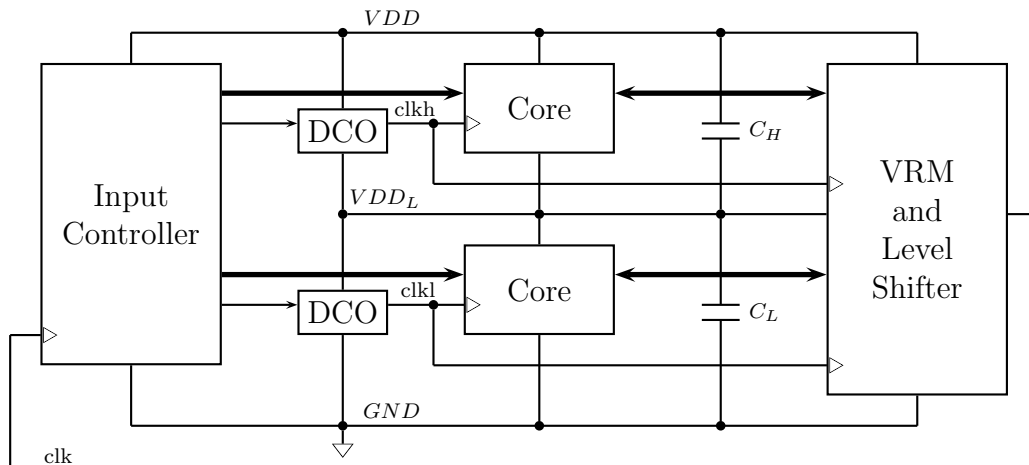 VDD
clkh
Core
DCO
C_H
Input
Controller
VDD_L
VRM
and
Level
Shifter
clkl
Core
DCO
C_L
GND
clk